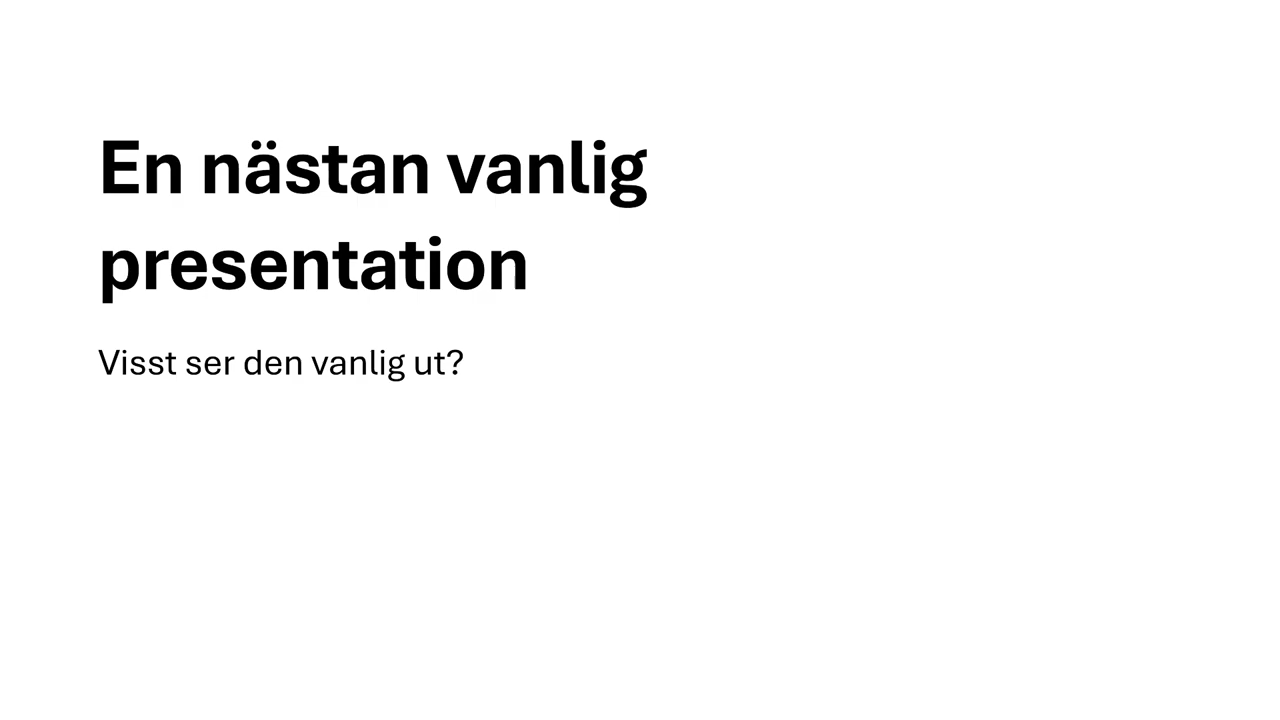 En nästan vanlig
presentation
Visst ser den vanlig ut?